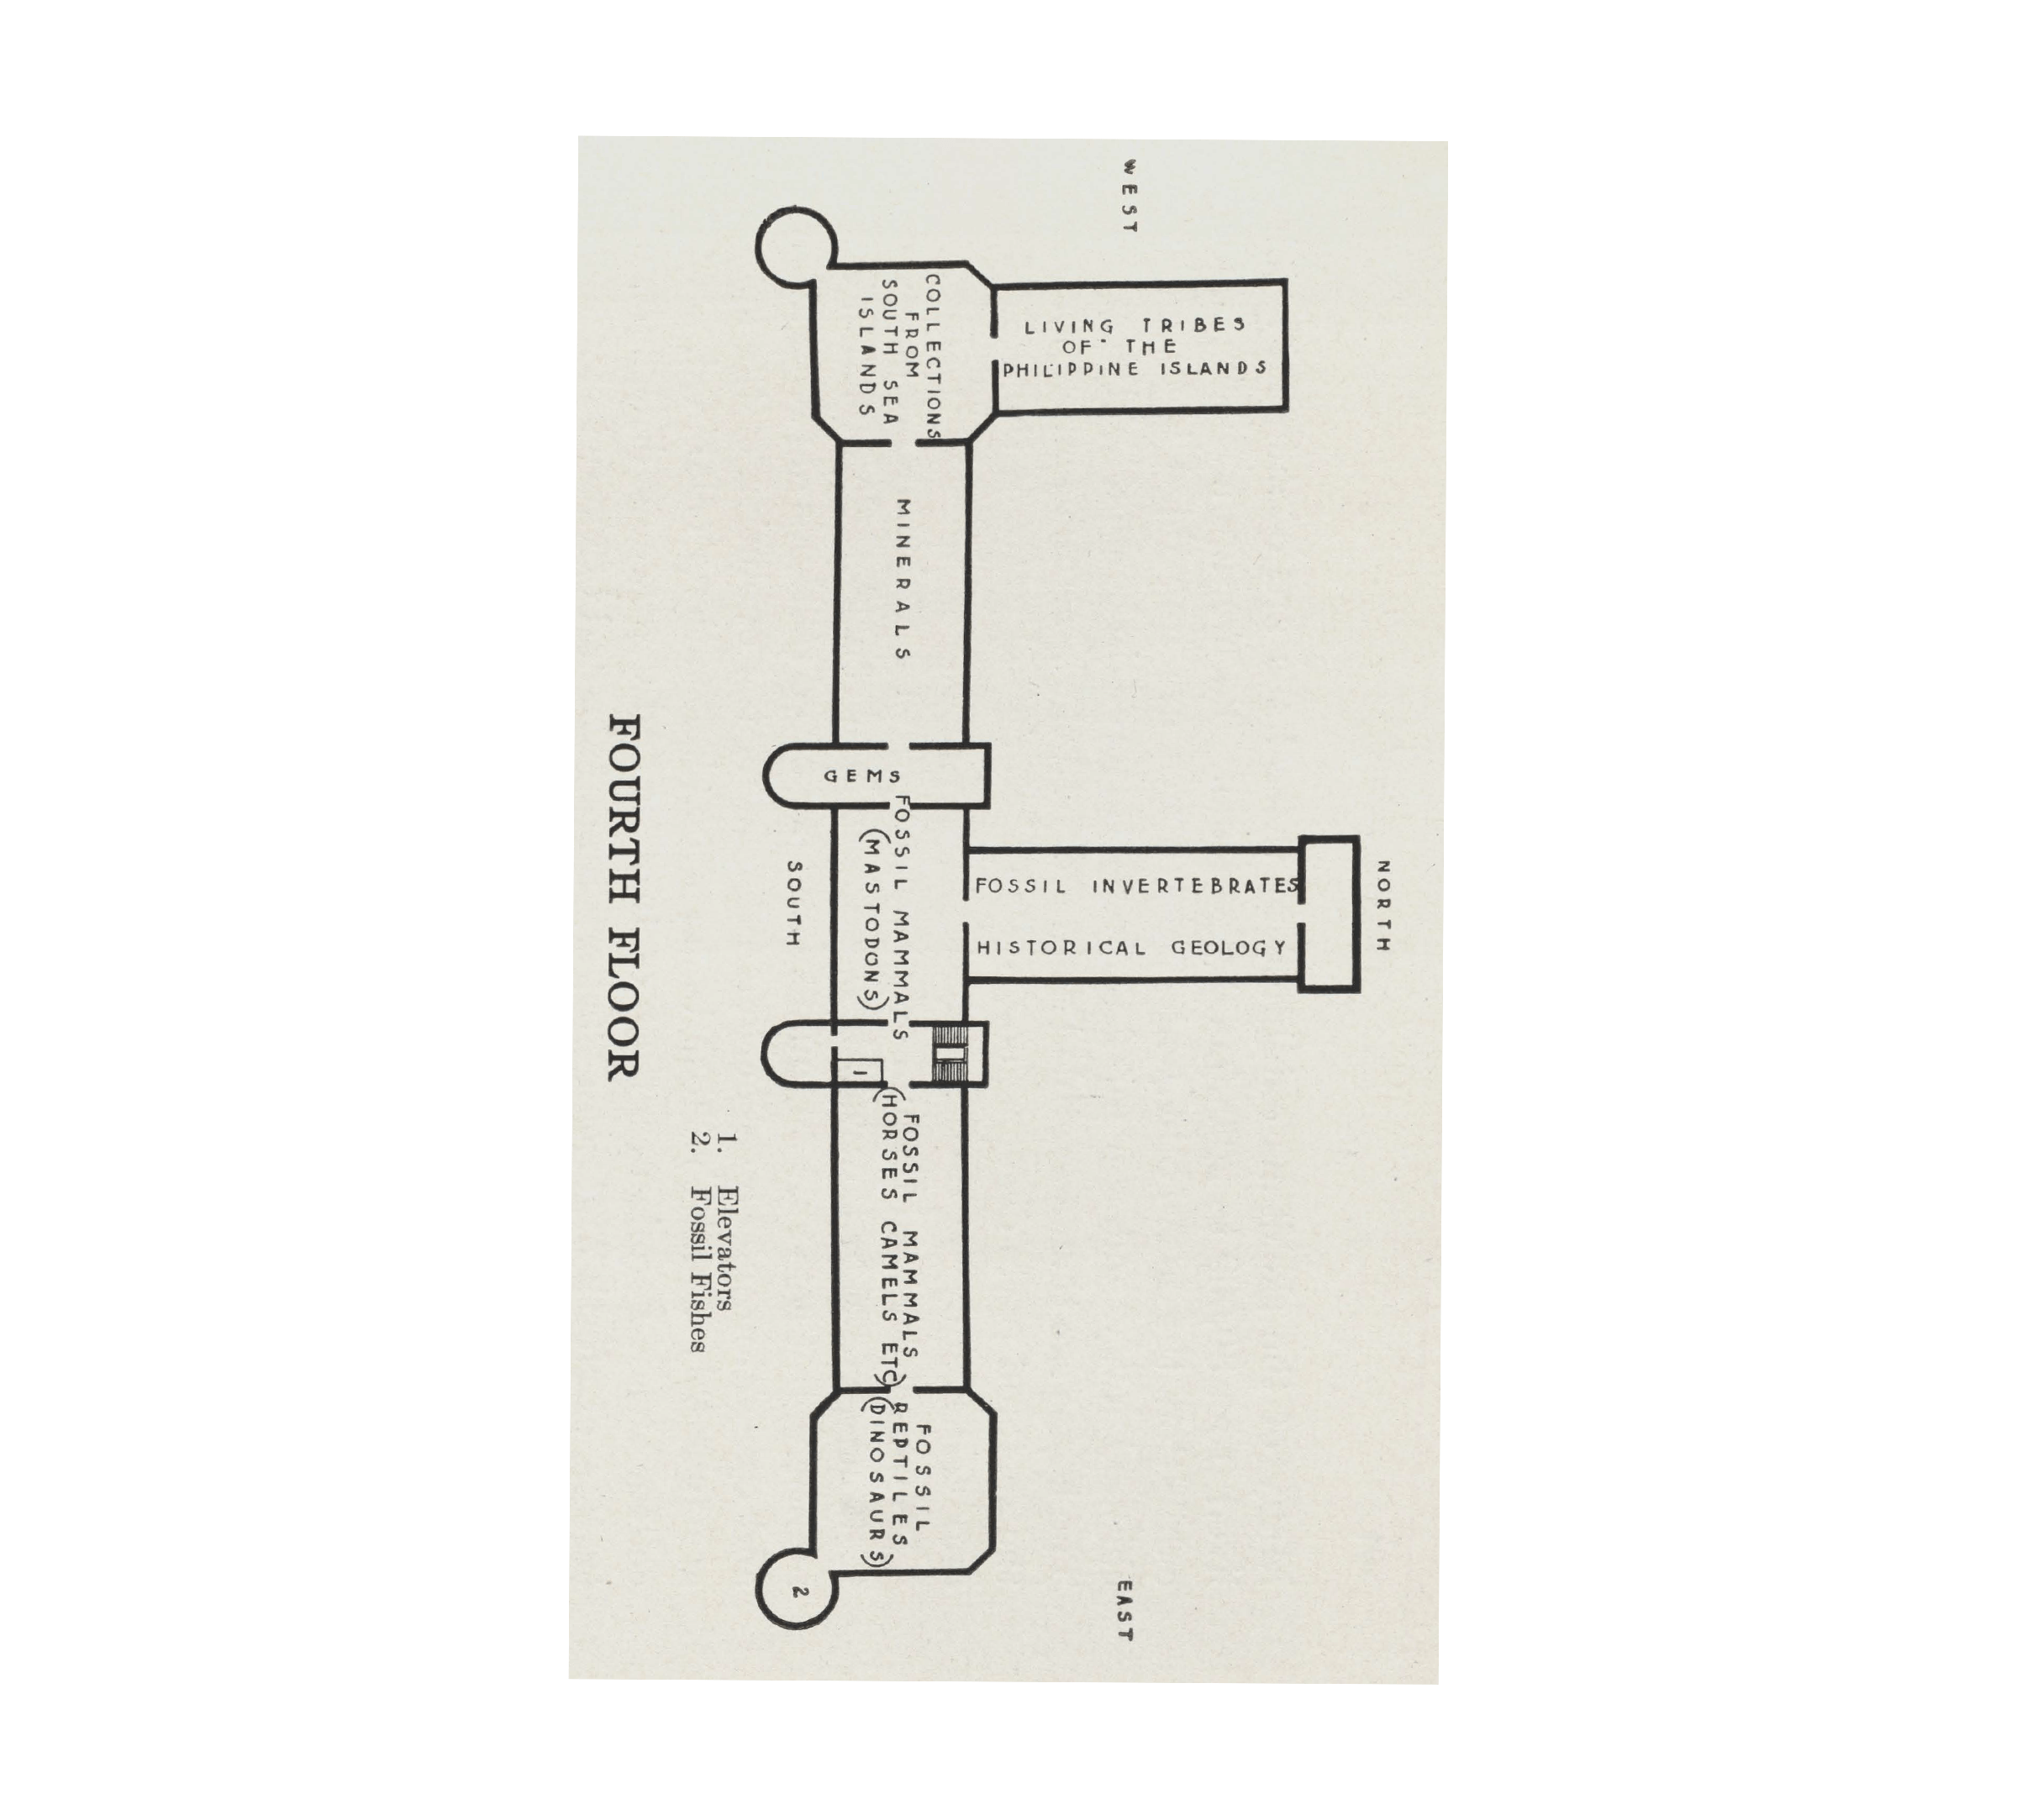 WEST
NORTH
LIVING TRIBES
OF THE
PHILIPPINE ISLANDS
FOSSIL INVERTEBRATES
HISTORICAL GEOLOGY
COLLECTIONS
FROM
SOUTH SEA
ISLANDS
MINERALS
GEMS
FOSSIL MAMMALS
(MASTODONS)
1
FOSSIL MAMMALS
(HORSES CAMELS ETC)
FOSSIL
REPTILES
(DINOSAURS)
2
EAST
SOUTH
1. Elevators
2. Fossil Fishes
FOURTH FLOOR